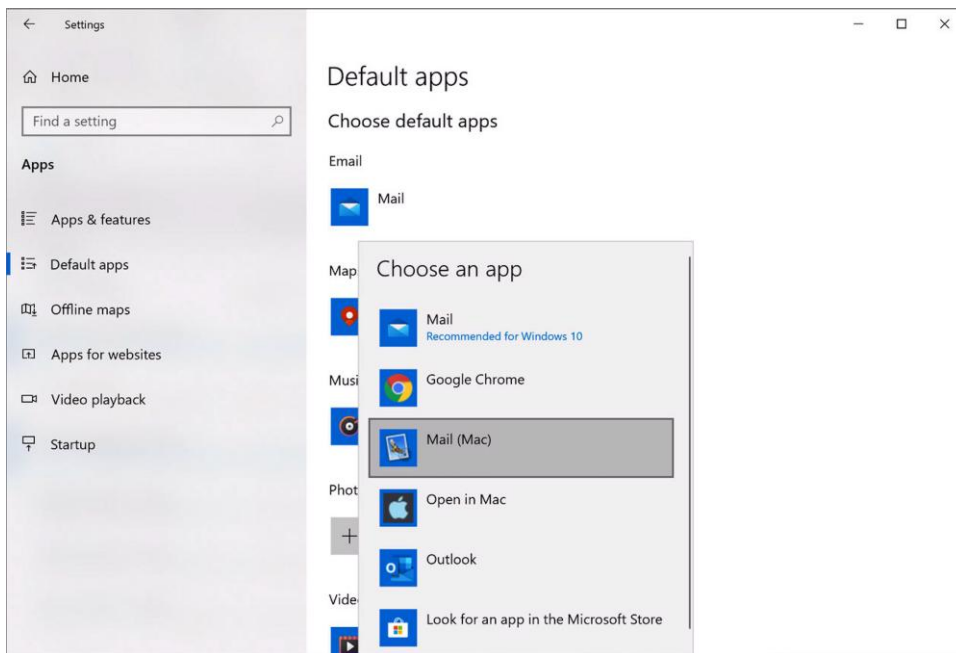 Settings
Home
Find a setting
Apps
Apps & features
Default apps
Offline maps
Apps for websites
Video playback
Startup
Default apps
Choose default apps
Email
Mail
Map
Musi
Phot
Vide
Choose an app
Mail
Recommended for Windows 10
Google Chrome
Mail (Mac)
Open in Mac
Outlook
Look for an app in the Microsoft Store